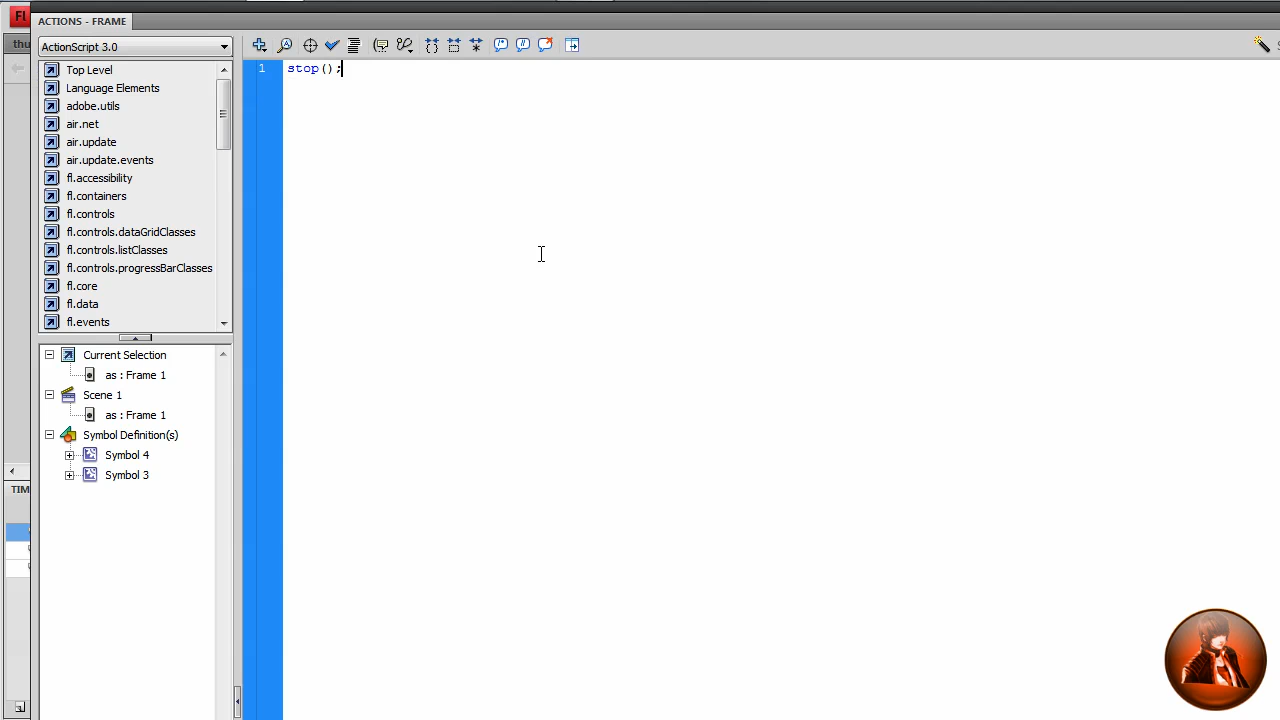 Fl
ACTIONS - FRAME
thu
ActionScript 3.0
Top Level
Language Elements
adobe.utils
air.net
air.update
air.update.events
fl.accessibility
fl.containers
fl.controls
fl.controls.dataGridClasses
fl.controls.listClasses
fl.controls.progressBarClasses
fl.core
fl.data
fl.events
1 stop();
Current Selection
as : Frame 1
Scene 1
as : Frame 1
Symbol Definition(s)
Symbol 4
Symbol 3
TIM